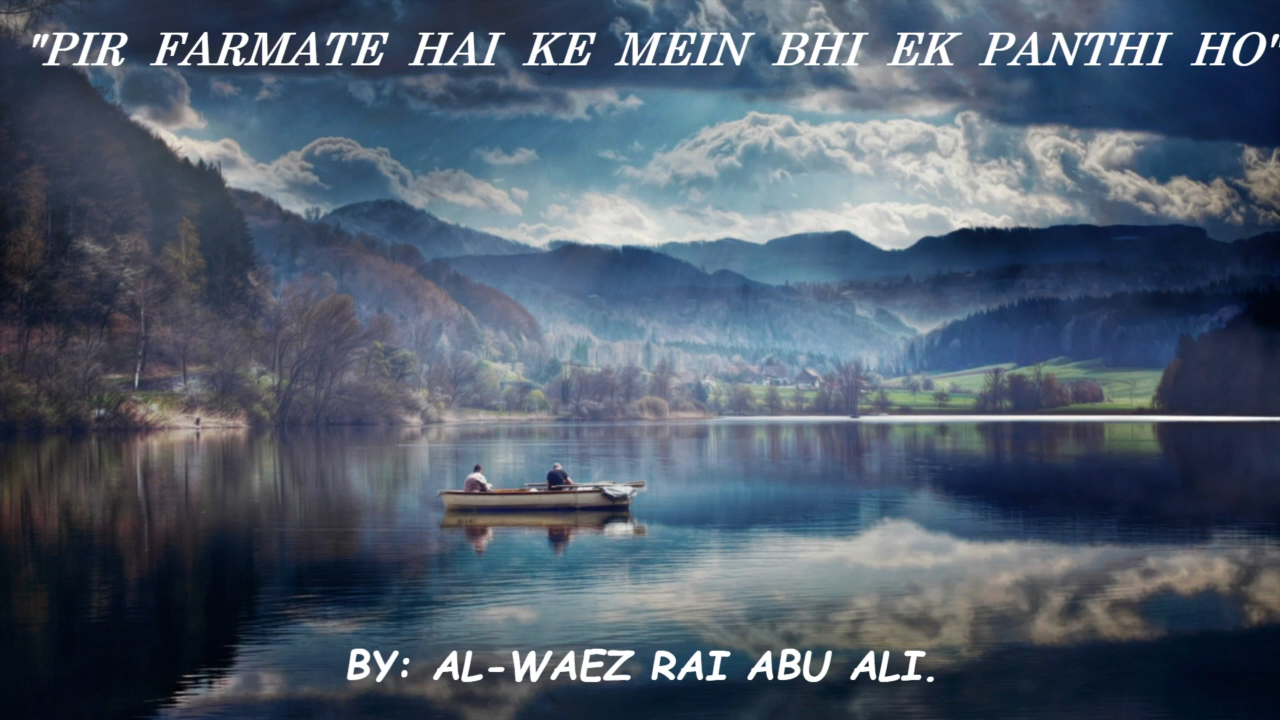 "PIR FARMATE HAI KE MEIN BHI EK PANTHI HO"
BY: AL-WAEZ RAI ABU ALI.